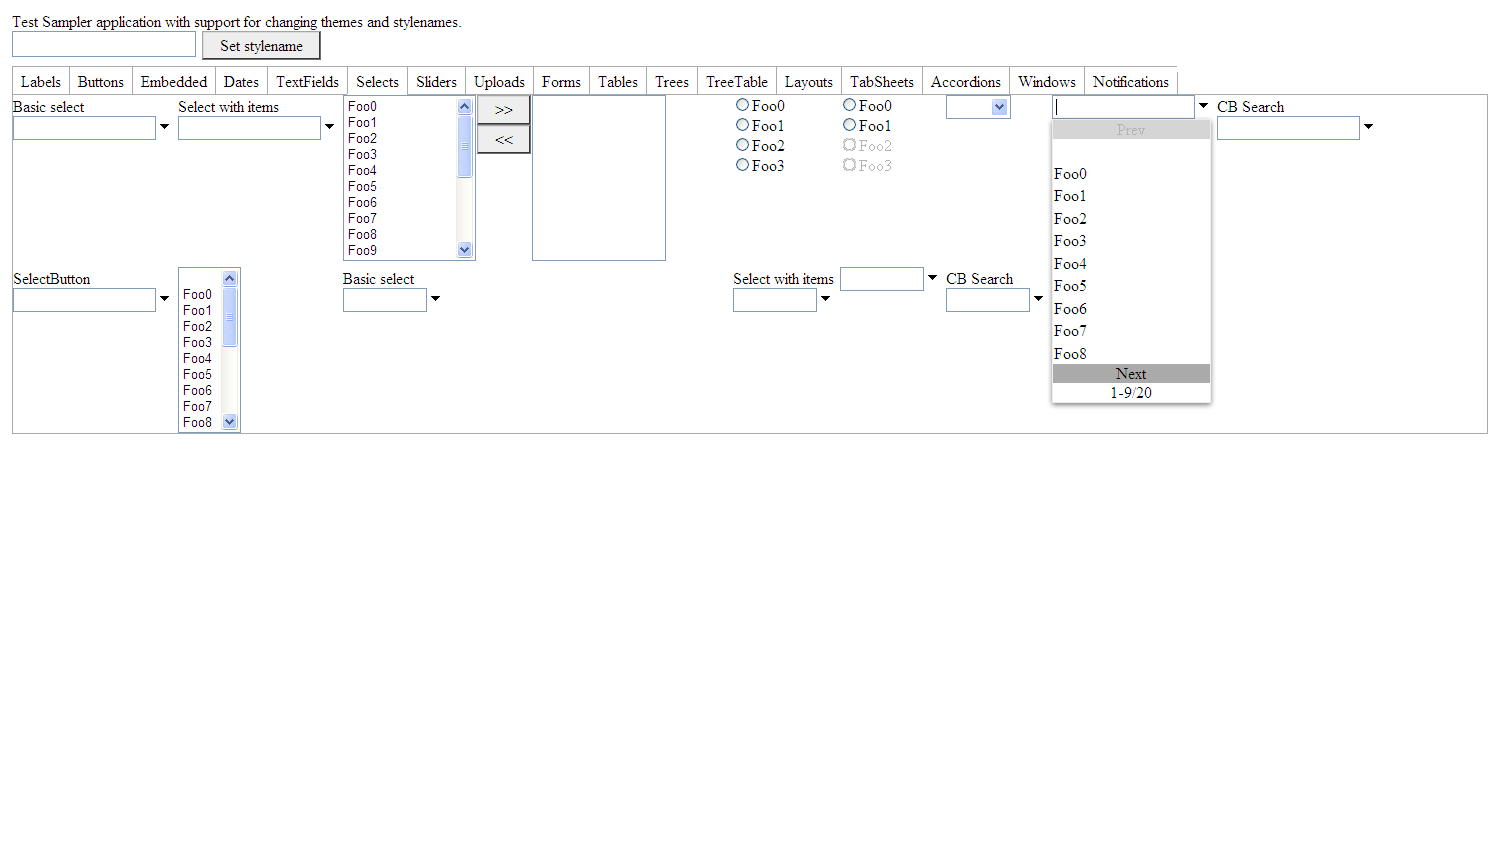 Test Sampler application with support for changing themes and stylenames.
Set stylename
Labels Buttons Embedded Dates TextFields Selects Sliders Uploads Forms Tables Trees TreeTable Layouts TabSheets Accordions Windows Notifications
Basic select
Select with items
Foo0
Foo1
Foo2
Foo3
Foo4
Foo5
Foo6
Foo7
Foo8
Foo9
>>
<<
Foo0
Foo1
Foo2
Foo3
Foo0
Foo1
Foo2
Foo3
Prev
Foo0
Foo1
Foo2
Foo3
Foo4
Foo5
Foo6
Foo7
Foo8
Next
1-9/20
CB Search
SelectButton
Foo0
Foo1
Foo2
Foo3
Foo4
Foo5
Foo6
Foo7
Foo8
Basic select
Select with items
CB Search